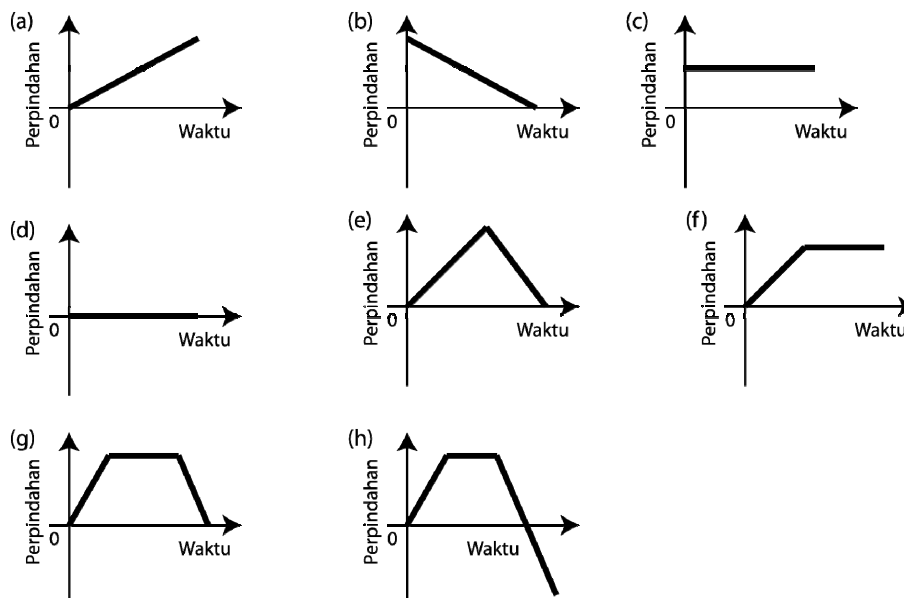 (a)
Perpindahan
0
Waktu
(b)
Perpindahan
0
Waktu
(c)
Perpindahan
0
Waktu
(d)
Perpindahan
0
Waktu
(e)
Perpindahan
0
Waktu
(f)
Perpindahan
0
Waktu
(g)
Perpindahan
0
Waktu
(h)
Perpindahan
0
Waktu